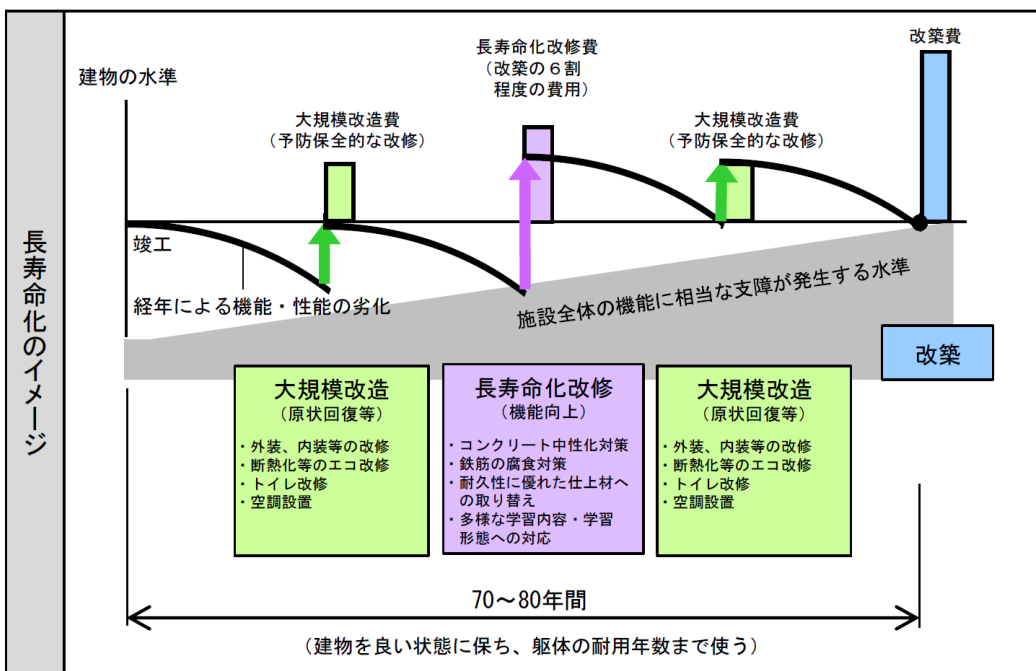 長寿命化のイメージ
建物の水準
大規模改造費
（予防保全的な改修）
長寿命化改修費
（改築の６割
程度の費用）
大規模改造費
（予防保全的な改修）
改築費
竣工
経年による機能・性能の劣化
施設全体の機能に相当な支障が発生する水準
大規模改造
（原状回復等）
・外装、内装等の改修
・断熱化等のエコ改修
・トイレ改修
・空調設置
長寿命化改修
（機能向上）
・コンクリート中性化対策
・鉄筋の腐食対策
・耐久性に優れた仕上材へ
の取り替え
・多様な学習内容・学習
形態への対応
大規模改造
（原状回復等）
・外装、内装等の改修
・断熱化等のエコ改修
・トイレ改修
・空調設置
改築
70～80年間
（建物を良い状態に保ち、躯体の耐用年数まで使う）